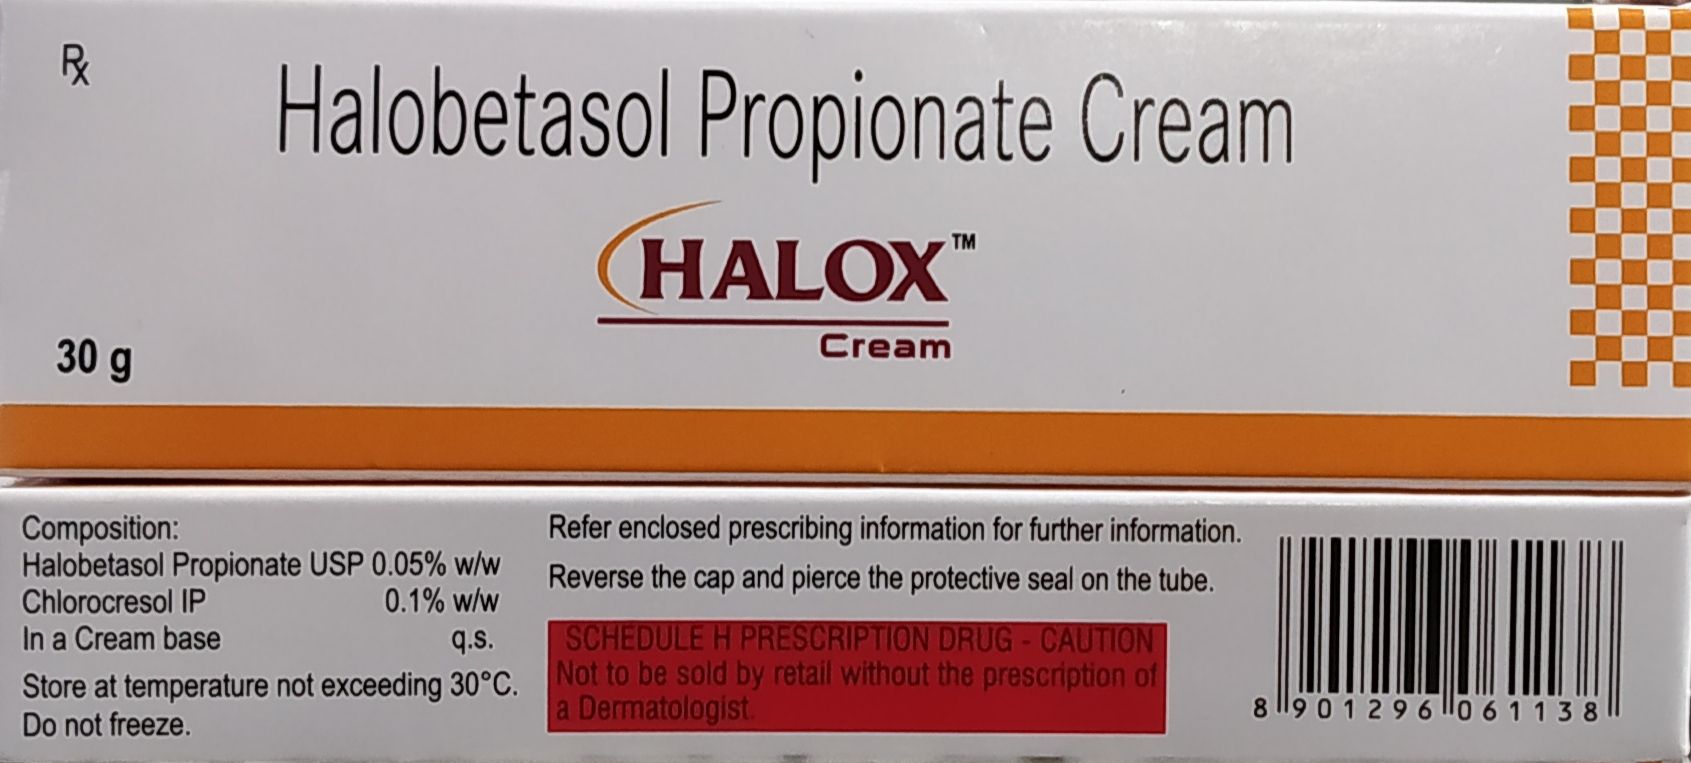 Rx
Halobetasol Propionate Cream
HALOX™
Cream
30 g
Composition:
Halobetasol Propionate USP 0.05% w/w
Chlorocresol IP 0.1% w/w
In a Cream base q.s.
Store at temperature not exceeding 30°C.
Do not freeze.
Refer enclosed prescribing information for further information.
Reverse the cap and pierce the protective seal on the tube.
SCHEDULE H PRESCRIPTION DRUG - CAUTION
Not to be sold by retail without the prescription of
a Dermatologist.
8 901296 061138